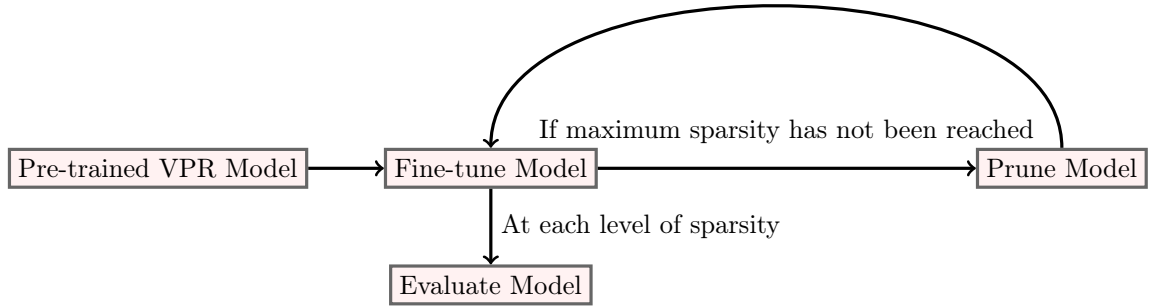 If maximum sparsity has not been reached
Pre-trained VPR Model
Fine-tune Model
Prune Model
At each level of sparsity
Evaluate Model